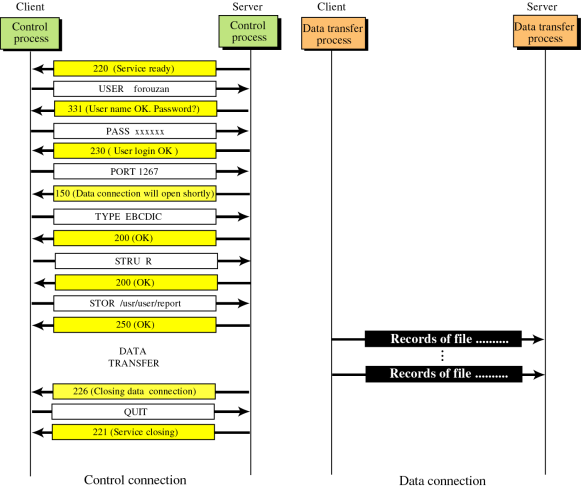 Client
Server
Client
Server
Control
process
Control
process
Data transfer
process
Data transfer
process
220 (Service ready)
USER forouzan
331 (User name OK. Password?)
PASS xxxxxx
230 ( User login OK )
PORT 1267
150 (Data connection will open shortly)
TYPE EBCDIC
200 (OK)
STRU R
200 (OK)
STOR /usr/user/report
250 (OK)
Records of file ..........
DATA
TRANSFER
Records of file ..........
226 (Closing data connection)
QUIT
221 (Service closing)
Control connection
Data connection